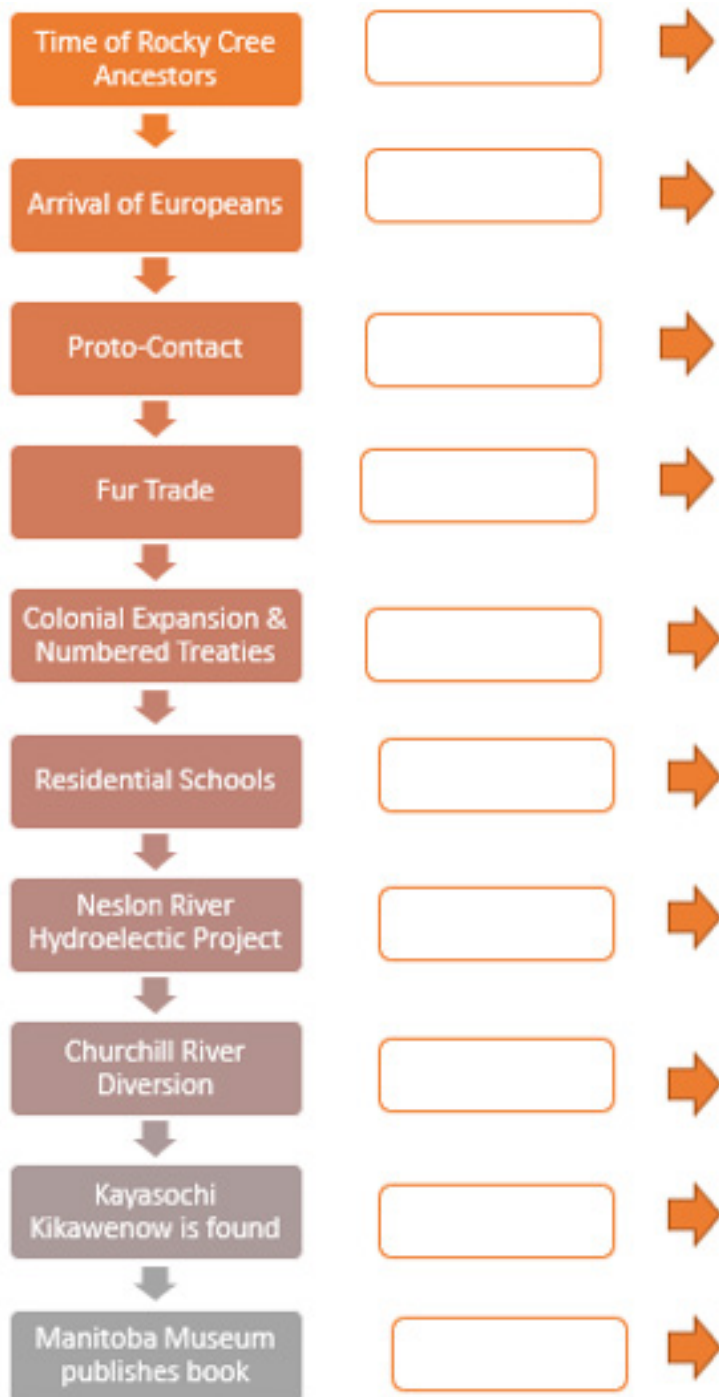 Time of Rocky Cree
Ancestors
Arrival of Europeans
Proto-Contact
Fur Trade
Colonial Expansion &
Numbered Treaties
Residential Schools
Neslon River
Hydroelectic Project
Churchill River
Diversion
Kayasochi
Kikawenow is found
Manitoba Museum
publishes book